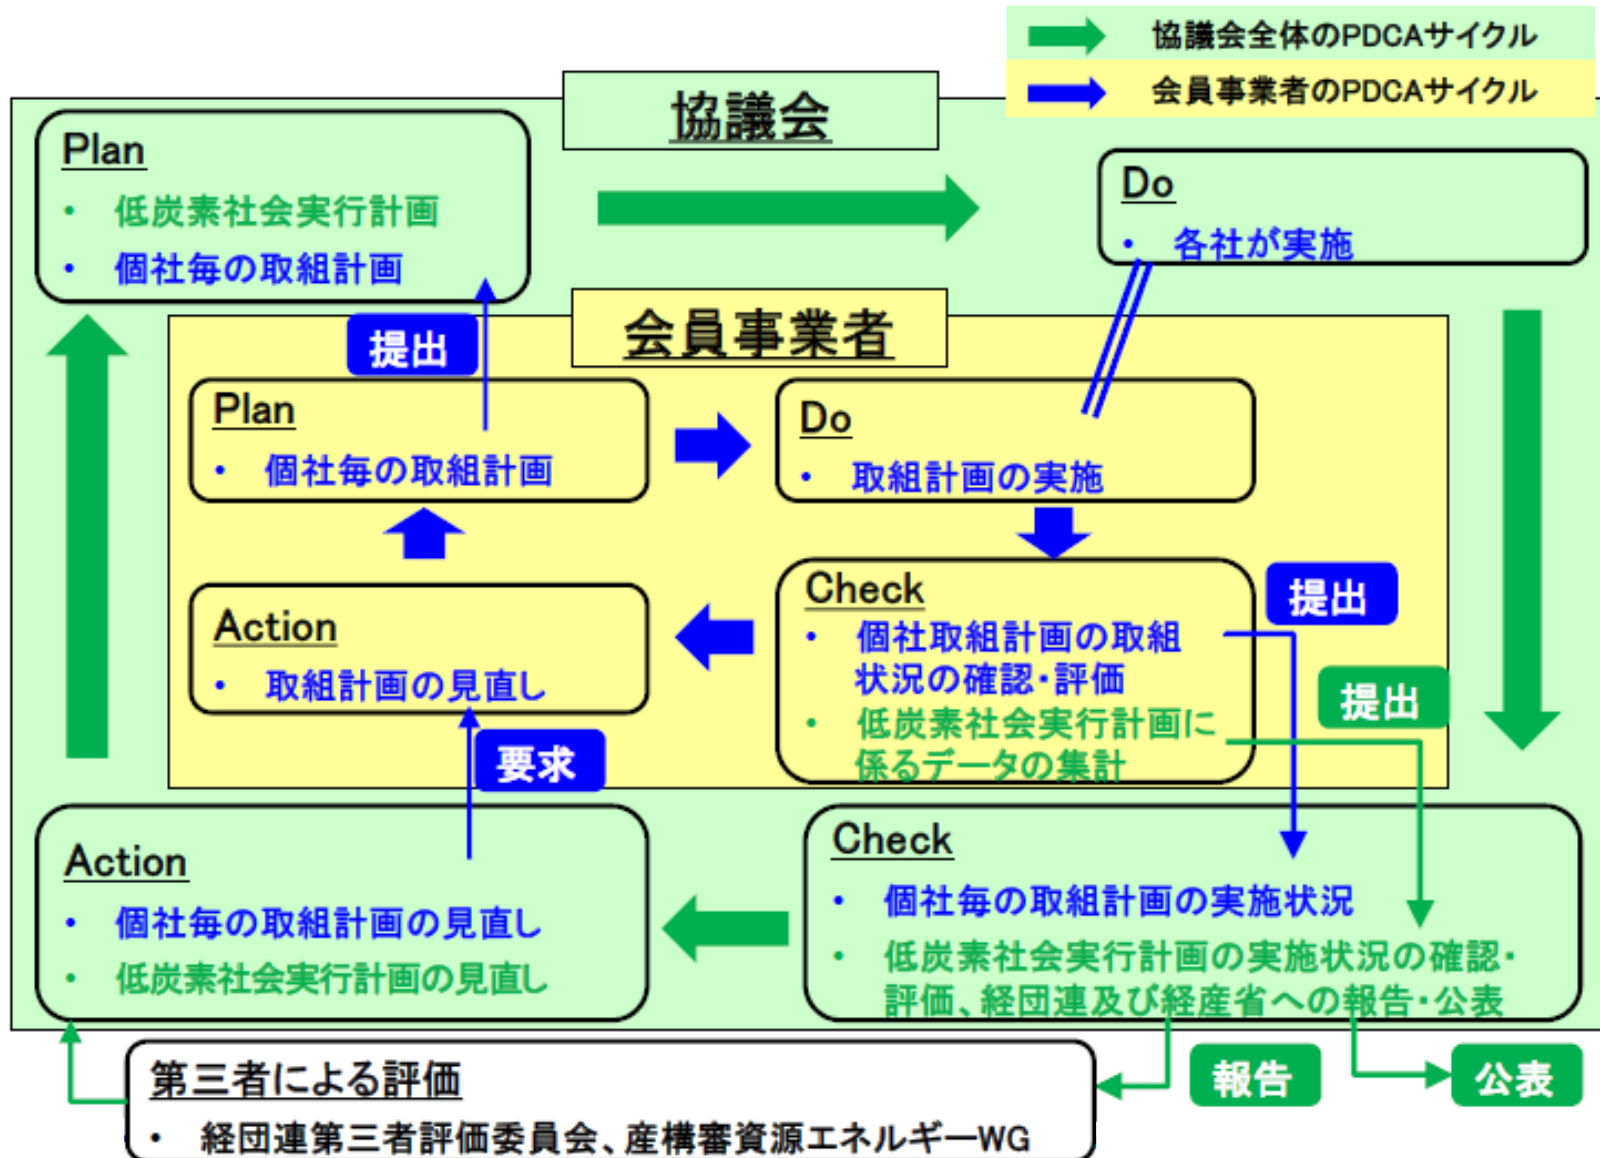 協議会全体のPDCAサイクル
会員事業者のPDCAサイクル
協議会
Plan
・ 低炭素社会実行計画
・ 個社毎の取組計画
Do
・ 各社が実施
会員事業者
提出
Plan
・ 個社毎の取組計画
Do
・ 取組計画の実施
Action
・ 取組計画の見直し
Check
・ 個社取組計画の取組
状況の確認・評価
・ 低炭素社会実行計画に
係るデータの集計
提出
提出
要求
Action
・ 個社毎の取組計画の見直し
・ 低炭素社会実行計画の見直し
Check
・ 個社毎の取組計画の実施状況
・ 低炭素社会実行計画の実施状況の確認・
評価、経団連及び経産省への報告・公表
第三者による評価
・ 経団連第三者評価委員会、産構審資源エネルギーWG
報告
公表